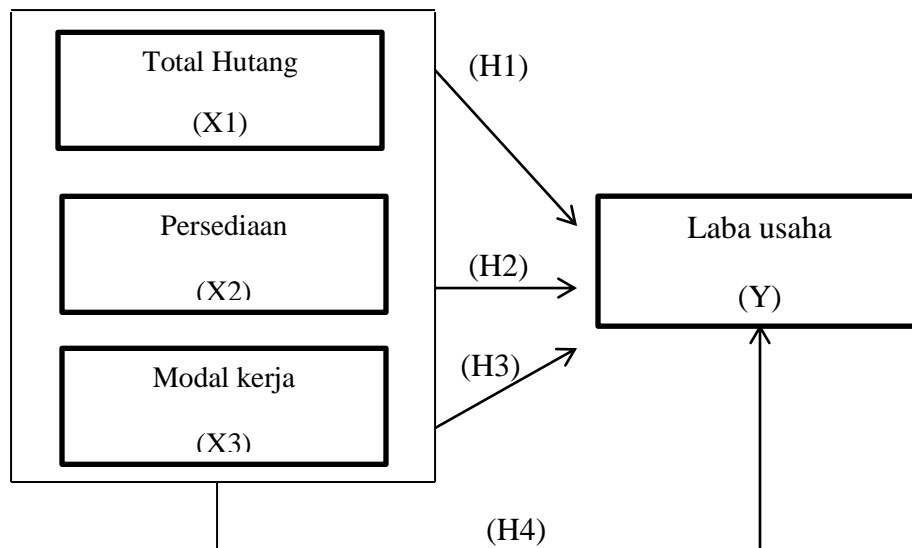 Total Hutang
(X1)
(H1)
Persediaan
(X2)
(H2)
Laba usaha
(Y)
Modal kerja
(X3)
(H3)
(H4)